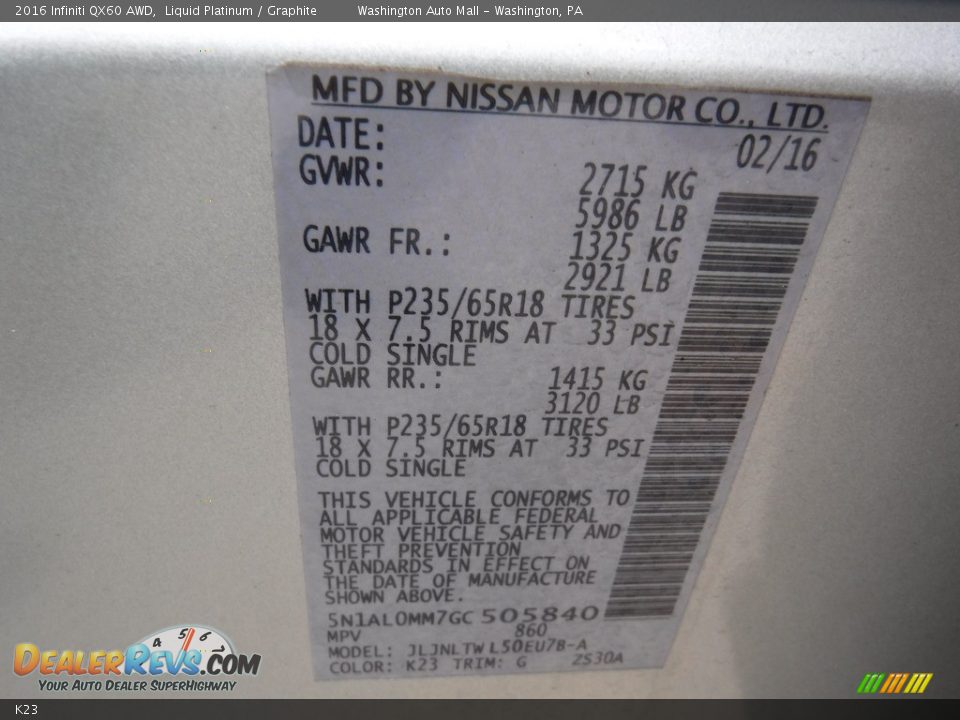 2016 Infiniti QX60 AWD, Liquid Platinum / Graphite Washington Auto Mall - Washington, PA
MFD BY NISSAN MOTOR CO., LTD.
DATE: 02/16
GVWR: 2715 KG
5986 LB
GAWR FR.: 1325 KG
2921 LB
WITH P235/65R18 TIRES
18 X 7.5 RIMS AT 33 PSI
COLD SINGLE
GAWR RR.: 1415 KG
3120 LB
WITH P235/65R18 TIRES
18 X 7.5 RIMS AT 33 PSI
COLD SINGLE
THIS VEHICLE CONFORMS TO
ALL APPLICABLE FEDERAL
MOTOR VEHICLE SAFETY AND
THEFT PREVENTION
STANDARDS IN EFFECT ON
THE DATE OF MANUFACTURE
SHOWN ABOVE.
5N1AL0MM7GC 505840
MPV 860
MODEL: JLJNLTW L50EU7B-A
COLOR: K23 TRIM: G ZS30A
4 5 6
DEALERREVS.COM
YOUR AUTO DEALER SUPERHIGHWAY
K23